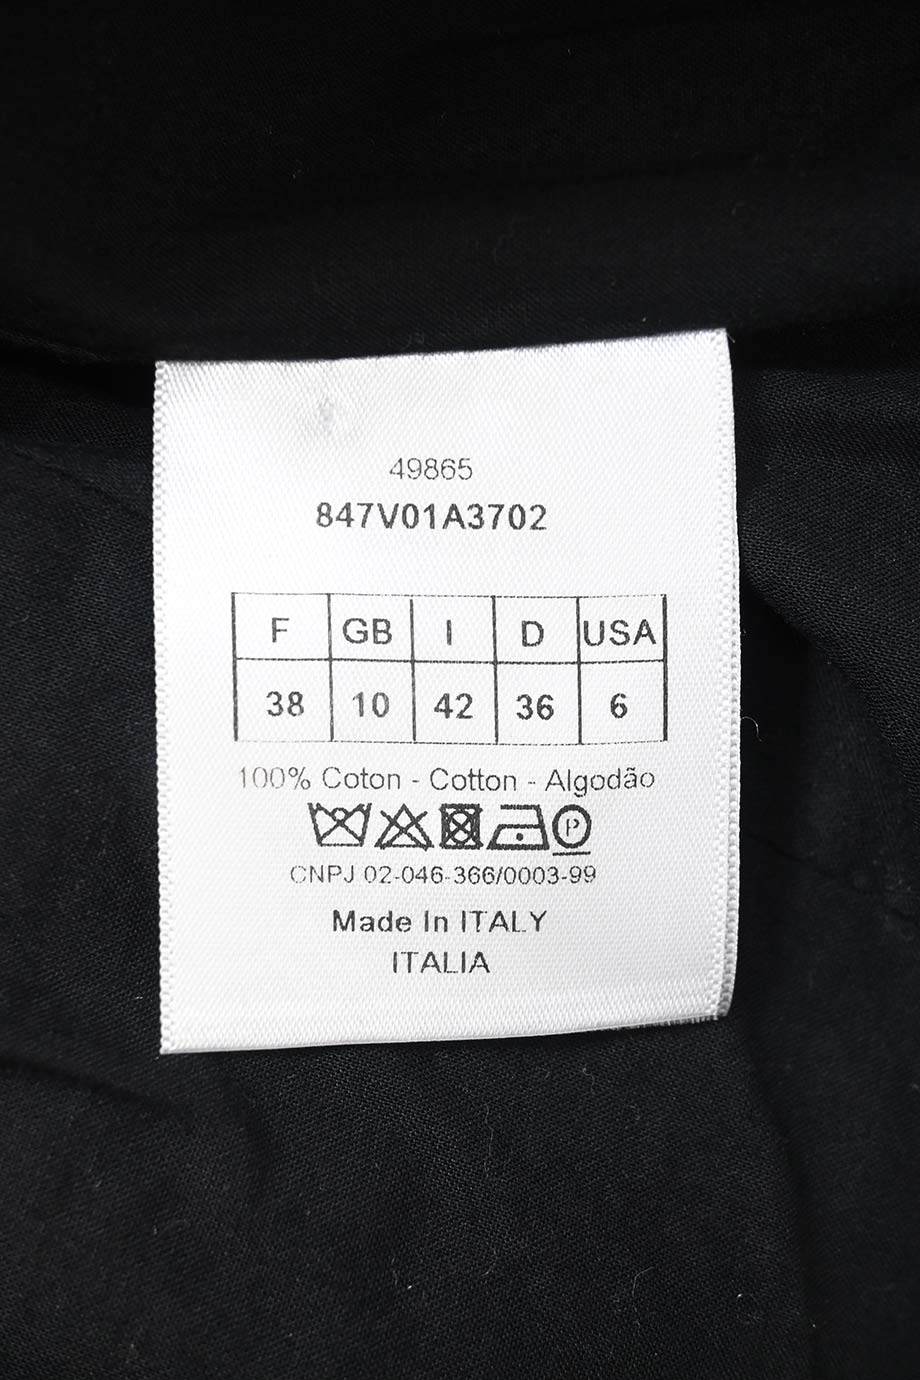 49865
847V01A3702
F GB I D USA
38 10 42 36 6
100% Coton - Cotton - Algodão
P
CNPJ 02-046-366/0003-99
Made In ITALY
ITALIA